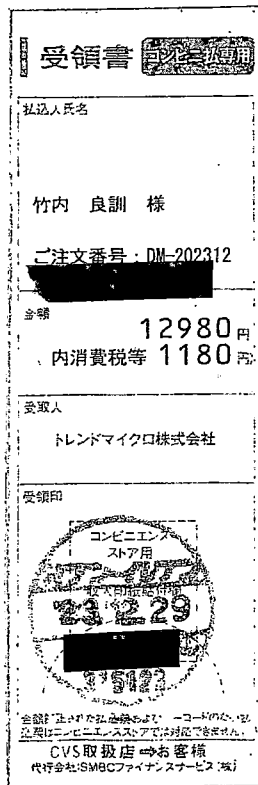 受領書 コンビニ払専用
払込人氏名
竹内 良訓 様
ご注文番号：DM-202312
金額
12980円
内消費税等 1180円
受取人
トレンドマイクロ株式会社
受領印
コンビニエンス
ストア用
CVS取扱店⇒お客様
代行会社：SMBCファイナンスサービス(株)